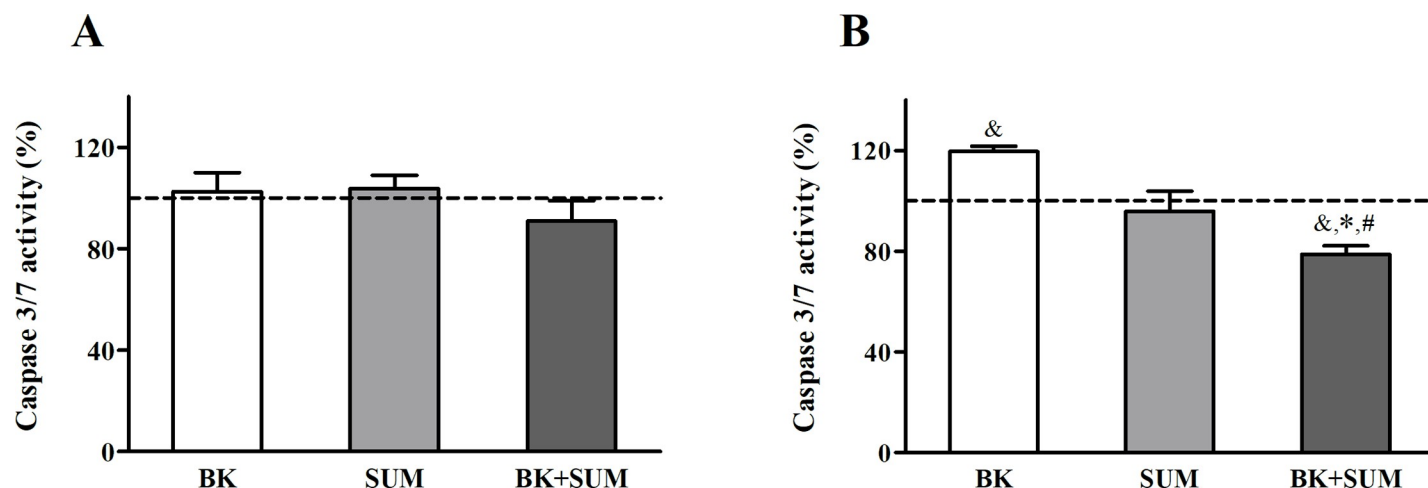 A
Caspase 3/7 activity (%)
120
80
40
0
BK
SUM
BK+SUM
B
Caspase 3/7 activity (%)
120
80
40
0
&
&,*,#
BK
SUM
BK+SUM